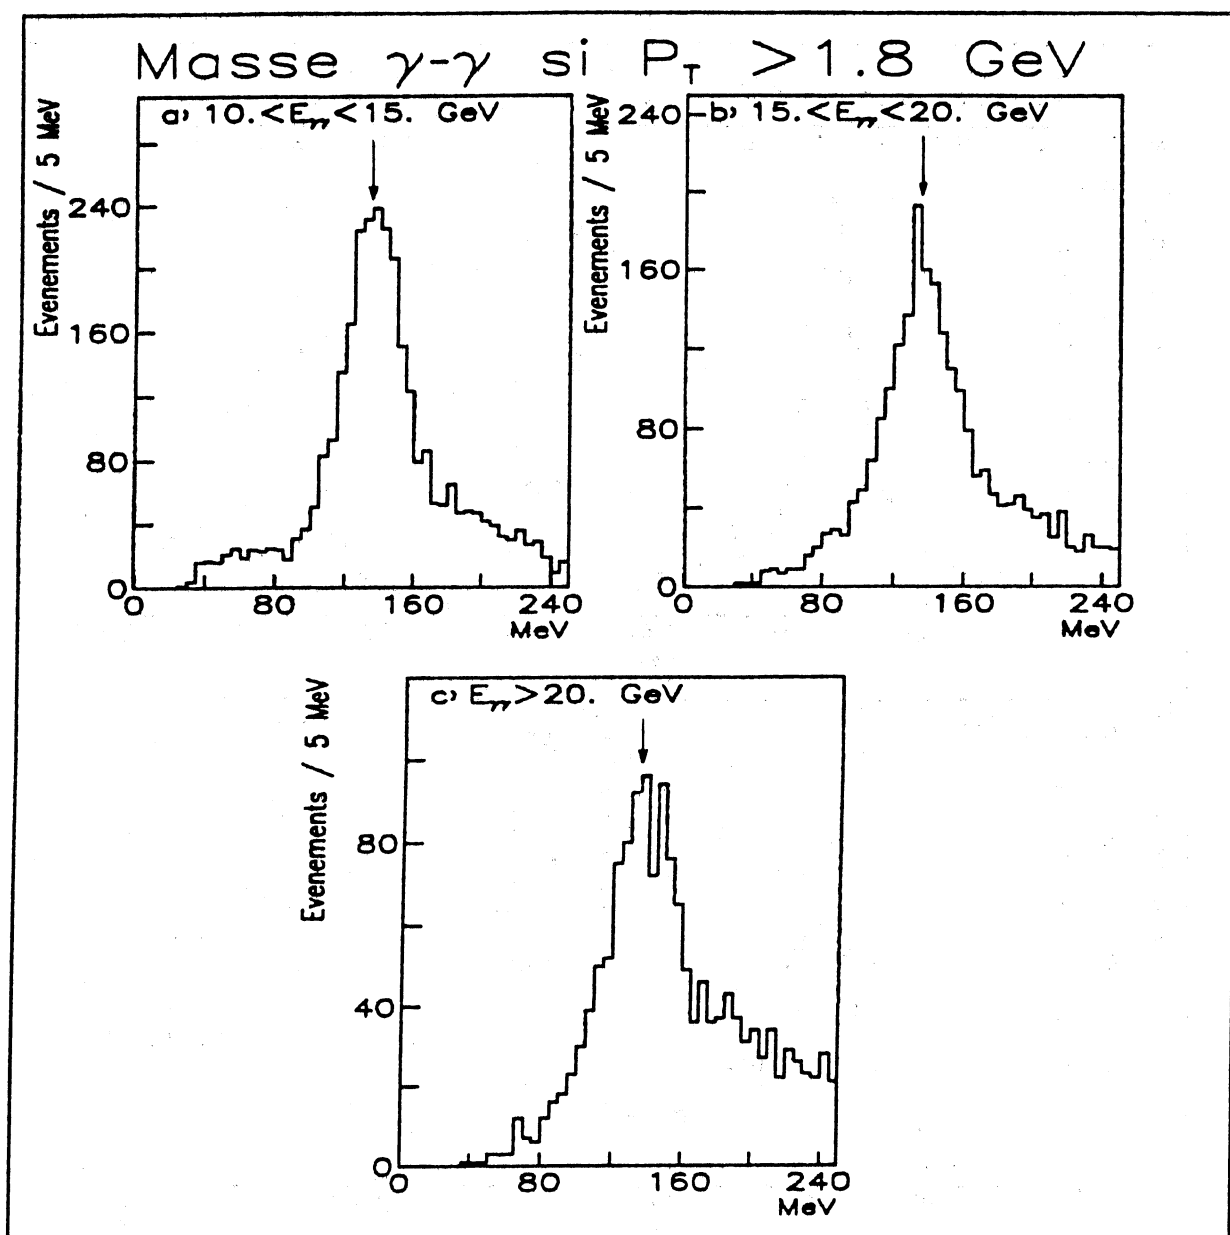 Masse γ-γ si P_T >1.8 GeV
a) 10.<E_γγ<15. GeV
Evenements / 5 MeV
240
160
80
0
0 80 160 240
MeV
b) 15.<E_γγ<20. GeV
Evenements / 5 MeV
240
160
80
0
0 80 160 240
MeV
c) E_γγ>20. GeV
Evenements / 5 MeV
80
40
0
0 80 160 240
MeV